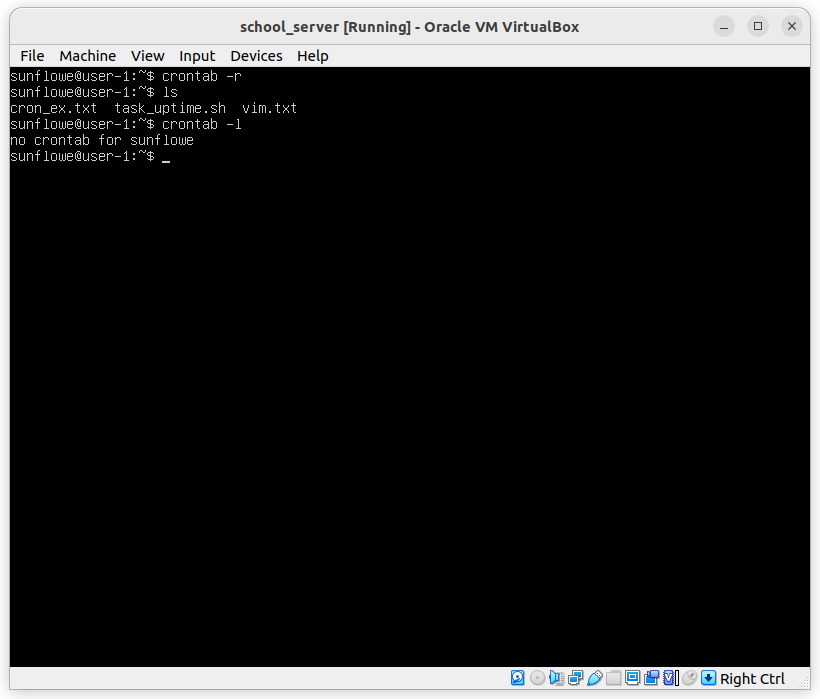 school_server [Running] - Oracle VM VirtualBox
File Machine View Input Devices Help
sunflowe@user-1:~$ crontab -r
sunflowe@user-1:~$ ls
cron_ex.txt  task_uptime.sh  vim.txt
sunflowe@user-1:~$ crontab -l
no crontab for sunflowe
sunflowe@user-1:~$ _
Right Ctrl